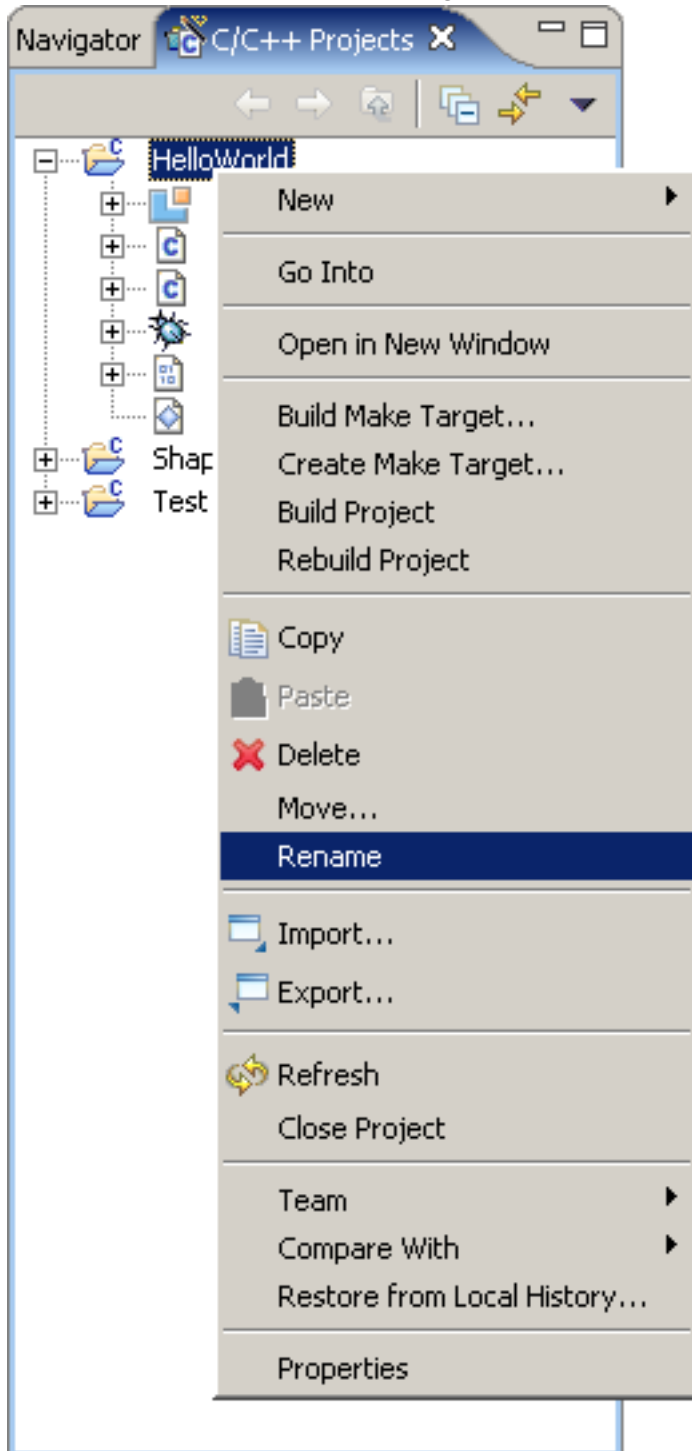 Navigator C/C++ Projects
HelloWorld
New
Go Into
Open in New Window
Build Make Target...
Create Make Target...
Shap
Test
Build Project
Rebuild Project
Copy
Paste
Delete
Move...
Rename
Import...
Export...
Refresh
Close Project
Team
Compare With
Restore from Local History...
Properties